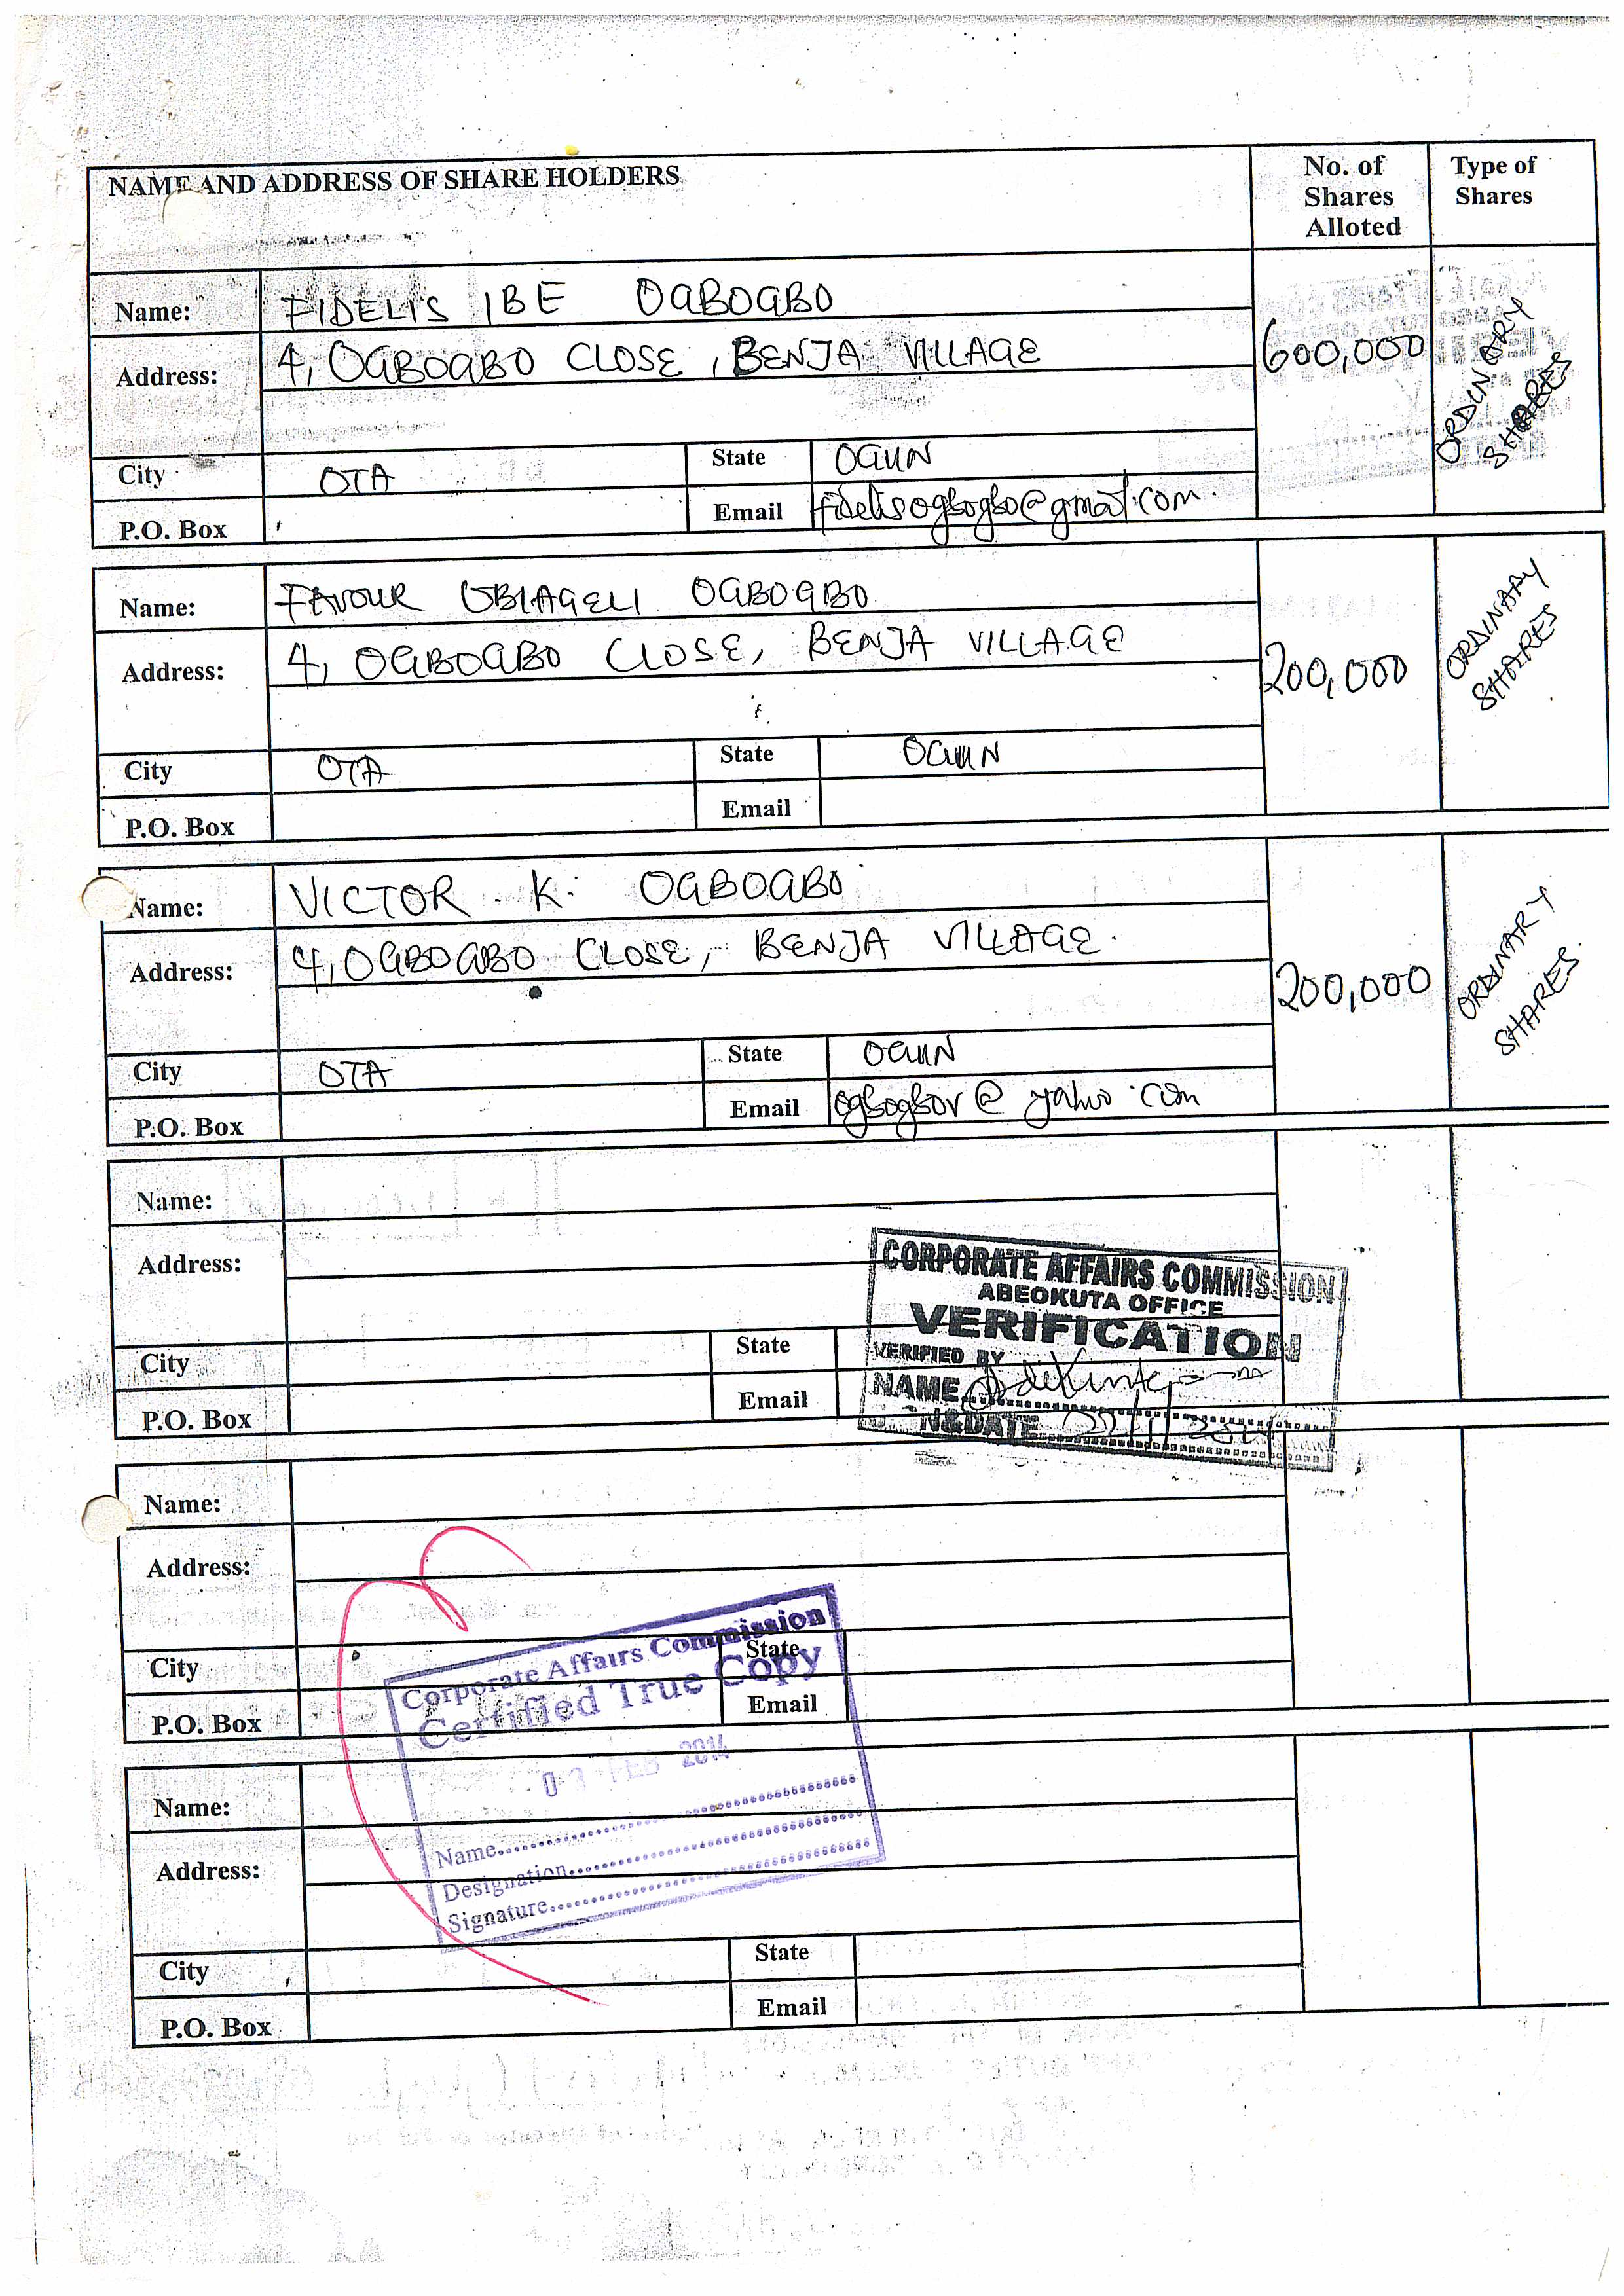 NAME AND ADDRESS OF SHARE HOLDERS
No. of Shares Alloted
Type of Shares
Name: FIDELIS IBE OGBOGBO
Address: 4, OGBOGBO CLOSE, BENJA VILLAGE
600,000
ORDINARY SHARES
City OTA State OGUN
P.O. Box Email fidelisogbogbo@gmail.com
Name: FAVOUR OBIAGELI OGBOGBO
Address: 4, OGBOGBO CLOSE, BENJA VILLAGE
200,000
ORDINARY SHARES
City OTA State OGUN
P.O. Box Email
Name: VICTOR K. OGBOGBO
Address: 4, OGBOGBO CLOSE, BENJA VILLAGE.
200,000
ORDINARY SHARES.
City OTA State OGUN
P.O. Box Email ogbogbov@yahoo.com
Name:
Address:
City State
P.O. Box Email
CORPORATE AFFAIRS COMMISSION
ABEOKUTA OFFICE
VERIFICATION
VERIFIED BY
NAME
N&DATE
Name:
Address:
City State
P.O. Box Email
Corporate Affairs Commission
Certified True Copy
FEB 2014
Name
Designation
Signature
Name:
Address:
City State
P.O. Box Email